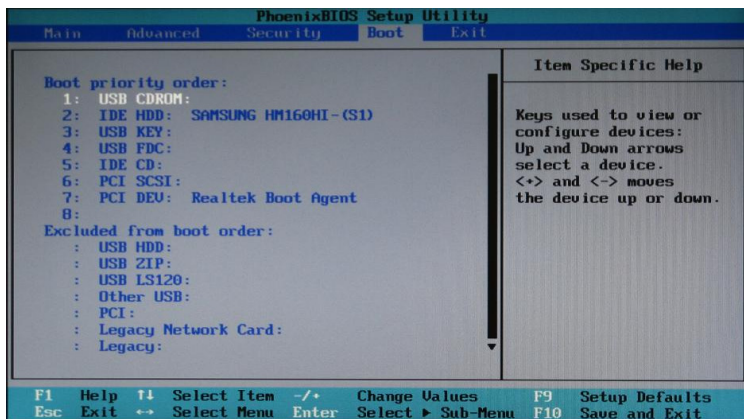 PhoenixBIOS Setup Utility
Main Advanced Security Boot Exit
Item Specific Help
Boot priority order:
1: USB CDROM:
2: IDE HDD: SAMSUNG HM160HI-(S1)
3: USB KEY:
4: USB FDC:
5: IDE CD:
6: PCI SCSI:
7: PCI DEV: Realtek Boot Agent
8:
Excluded from boot order:
: USB HDD:
: USB ZIP:
: USB LS120:
: Other USB:
: PCI:
: Legacy Network Card:
: Legacy:
Keys used to view or
configure devices:
Up and Down arrows
select a device.
<+> and <-> moves
the device up or down.
F1 Help ↑↓ Select Item -/+ Change Values F9 Setup Defaults
Esc Exit ↔ Select Menu Enter Select ▶ Sub-Menu F10 Save and Exit